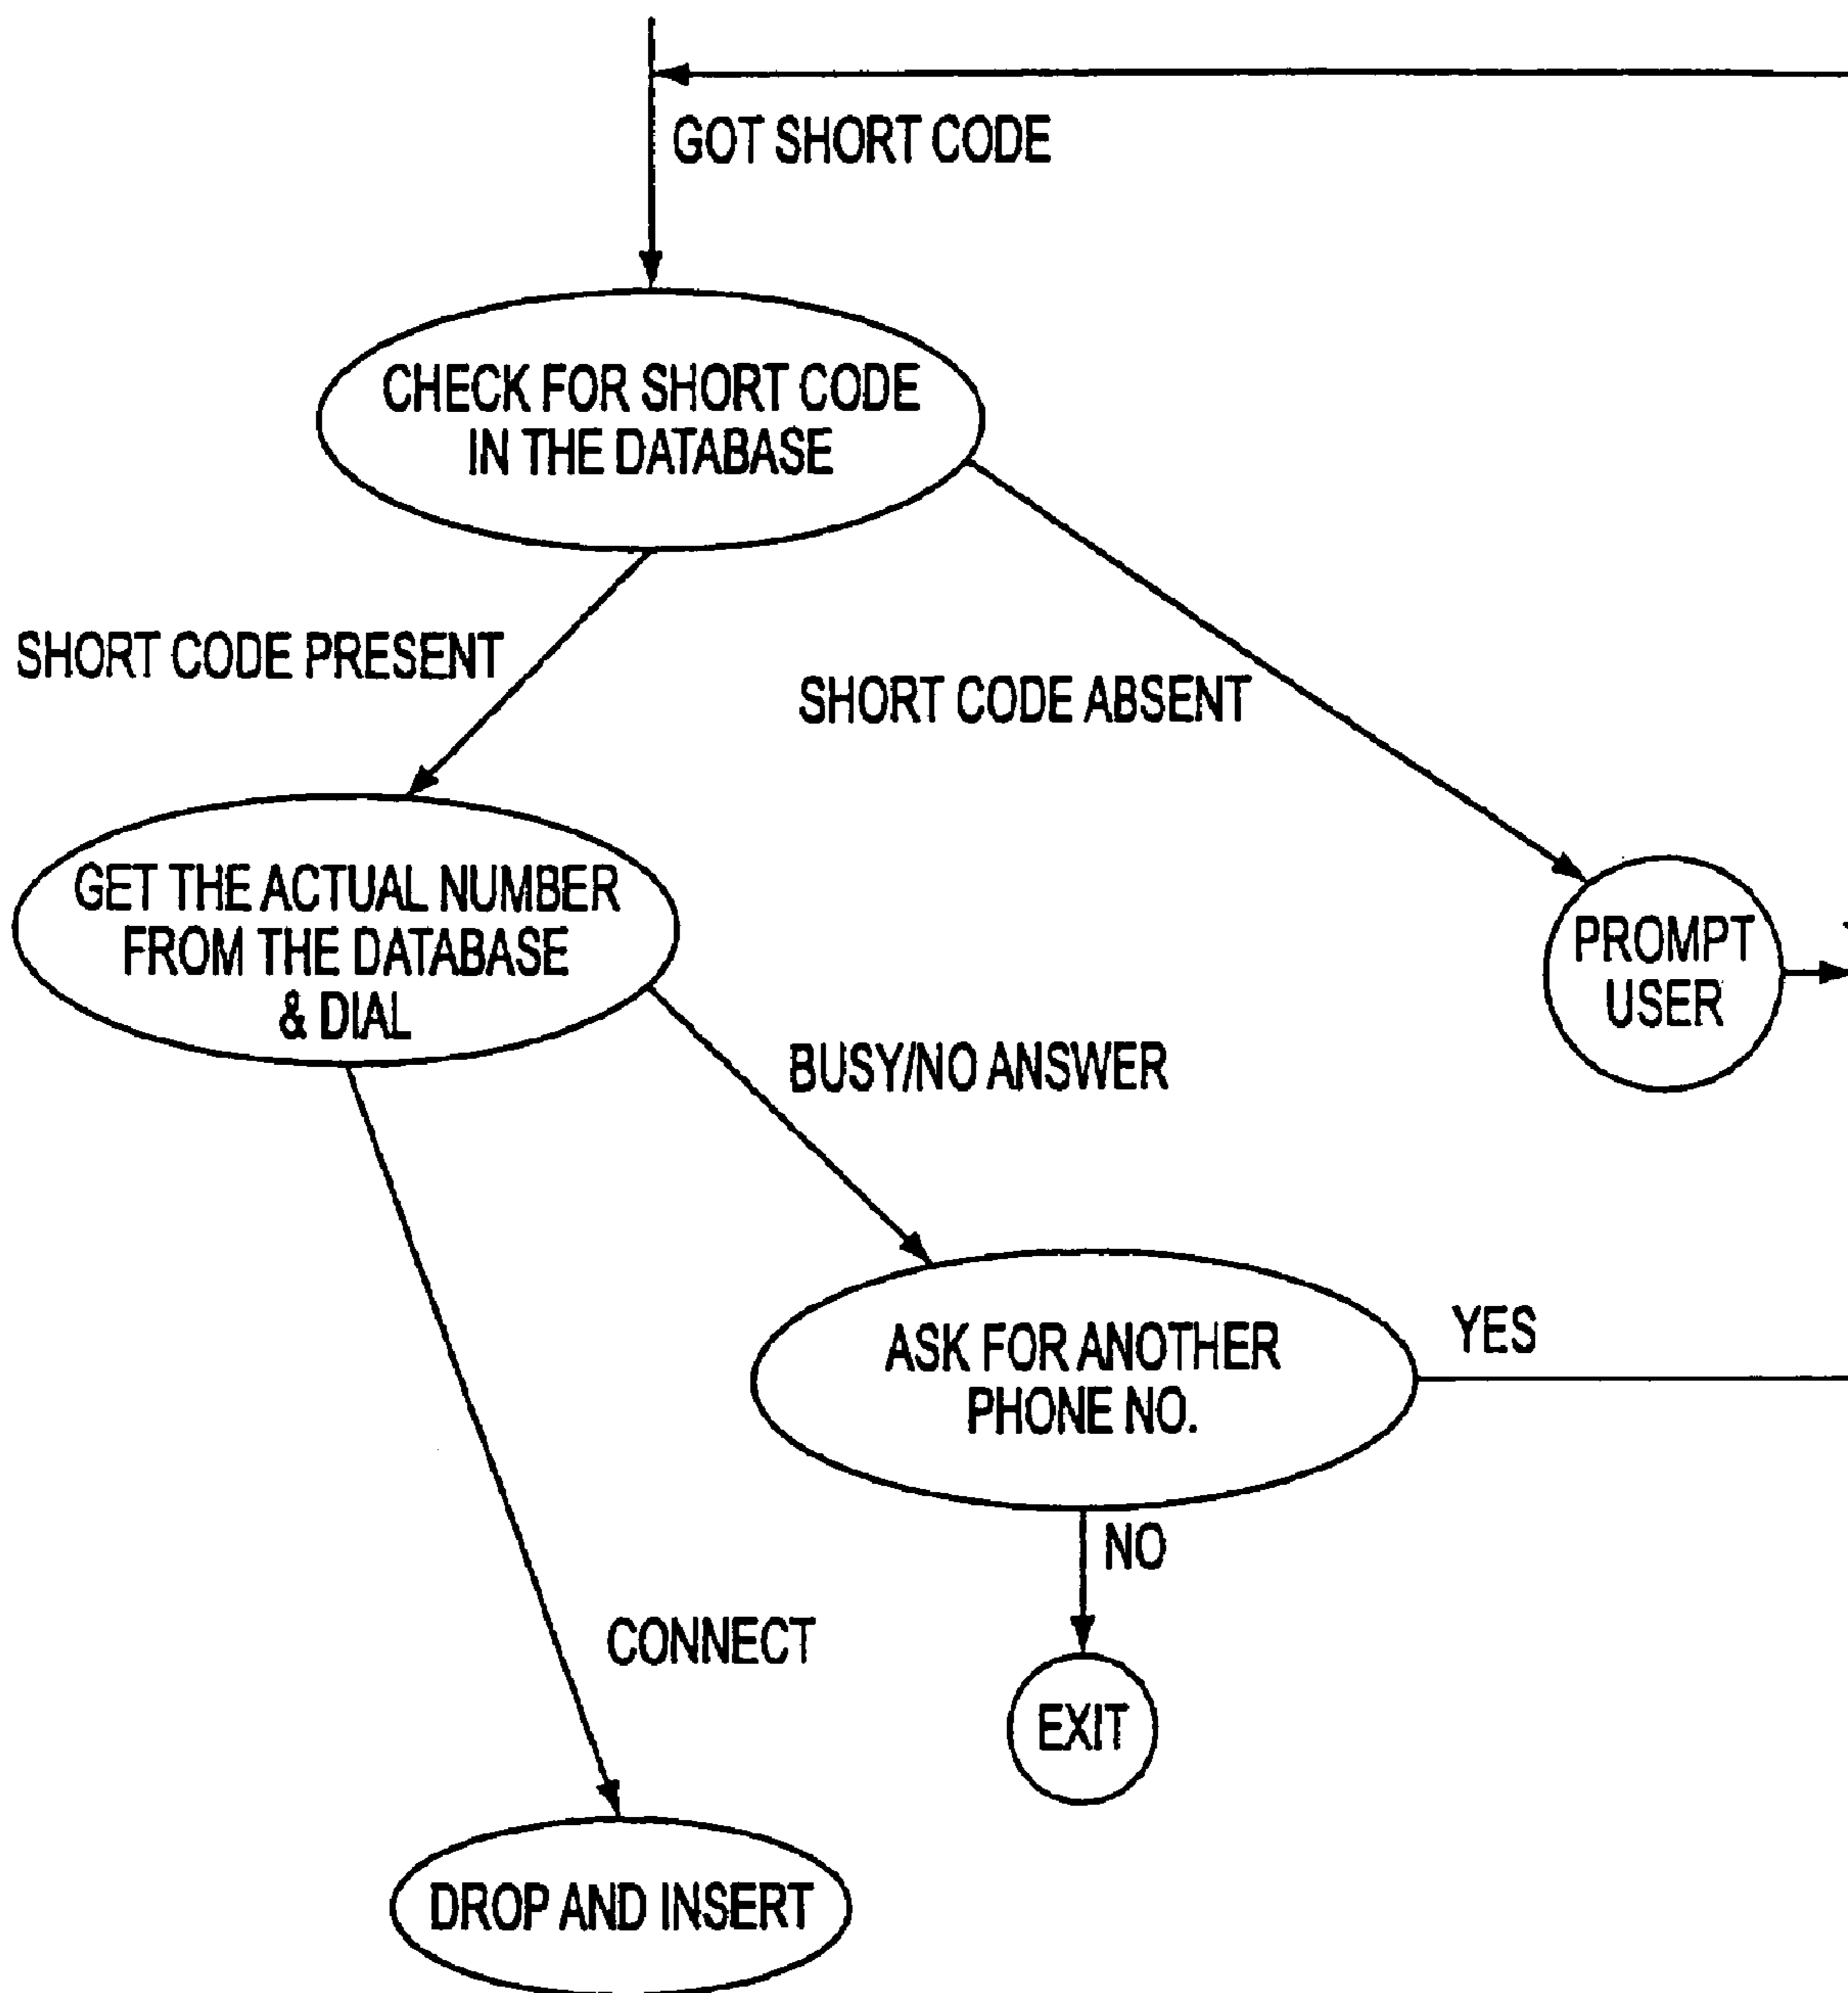 GOT SHORT CODE
CHECK FOR SHORT CODE
IN THE DATABASE
SHORT CODE PRESENT
SHORT CODE ABSENT
GET THE ACTUAL NUMBER
FROM THE DATABASE
& DIAL
PROMPT
USER
BUSY/NO ANSWER
ASK FOR ANOTHER
PHONE NO.
YES
NO
CONNECT
EXIT
DROP AND INSERT